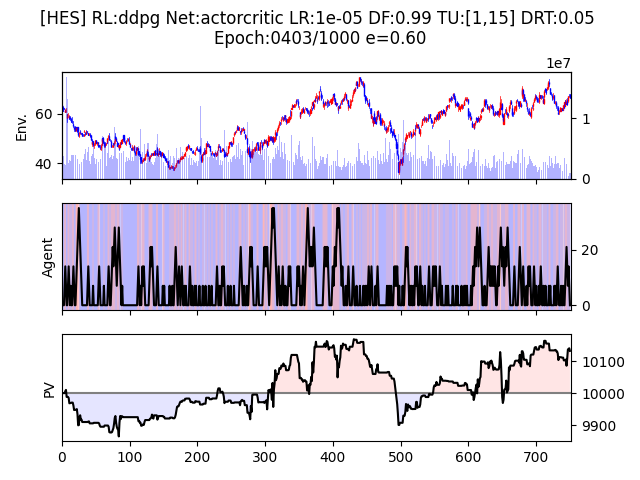 [HES] RL:ddpg Net:actorcritic LR:1e-05 DF:0.99 TU:[1,15] DRT:0.05
Epoch:0403/1000 e=0.60
1e7
Env.
60
40
1
0
Agent
20
0
PV
10100
10000
9900
0 100 200 300 400 500 600 700